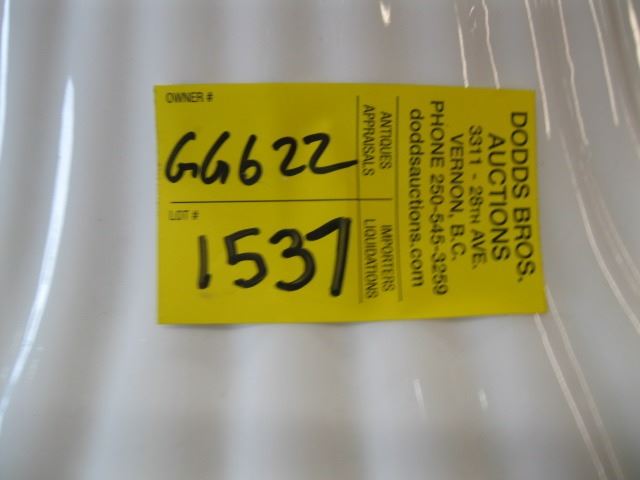 DODDS BROS.
AUCTIONS
3311 - 28TH AVE.
VERNON, B.C.
PHONE 250-545-3259
doddsauctions.com
ANTIQUES IMPORTERS
APPRAISALS LIQUIDATIONS
OWNER #
GG622
LOT #
1537